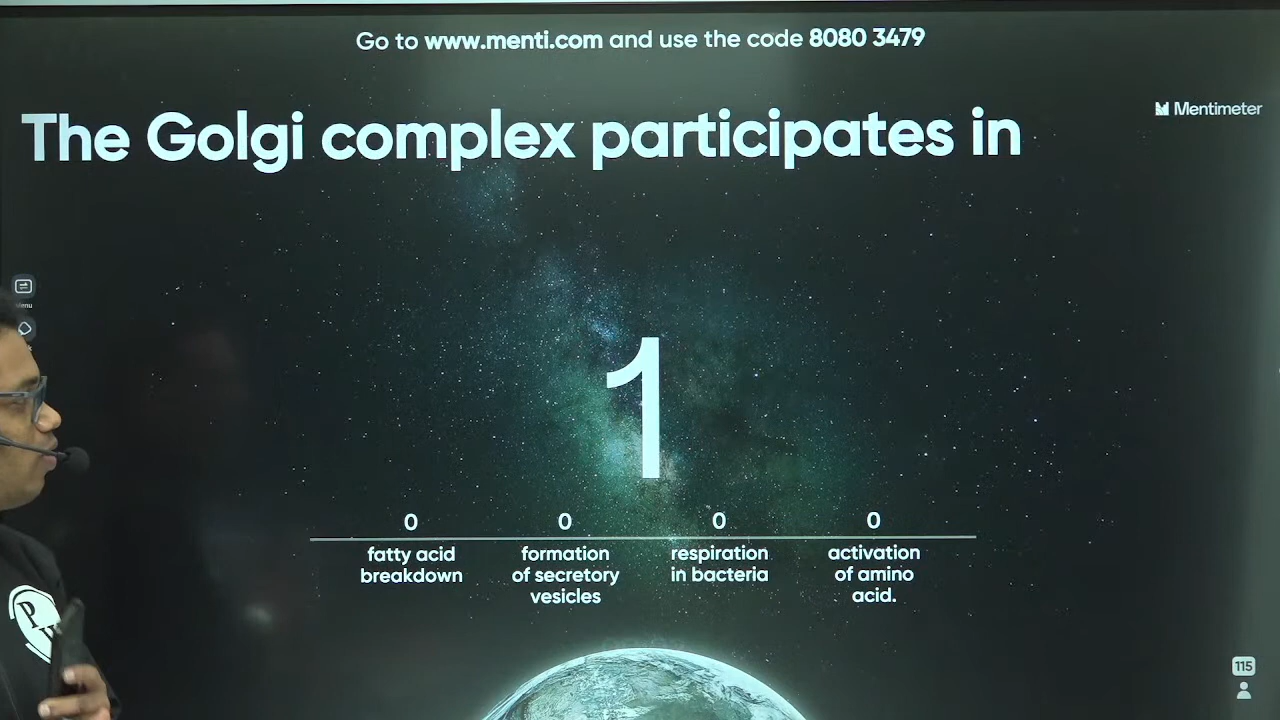 Go to www.menti.com and use the code 8080 3479
Mentimeter
The Golgi complex participates in
1
0 0 0 0
fatty acid breakdown
formation of secretory vesicles
respiration in bacteria
activation of amino acid.
115